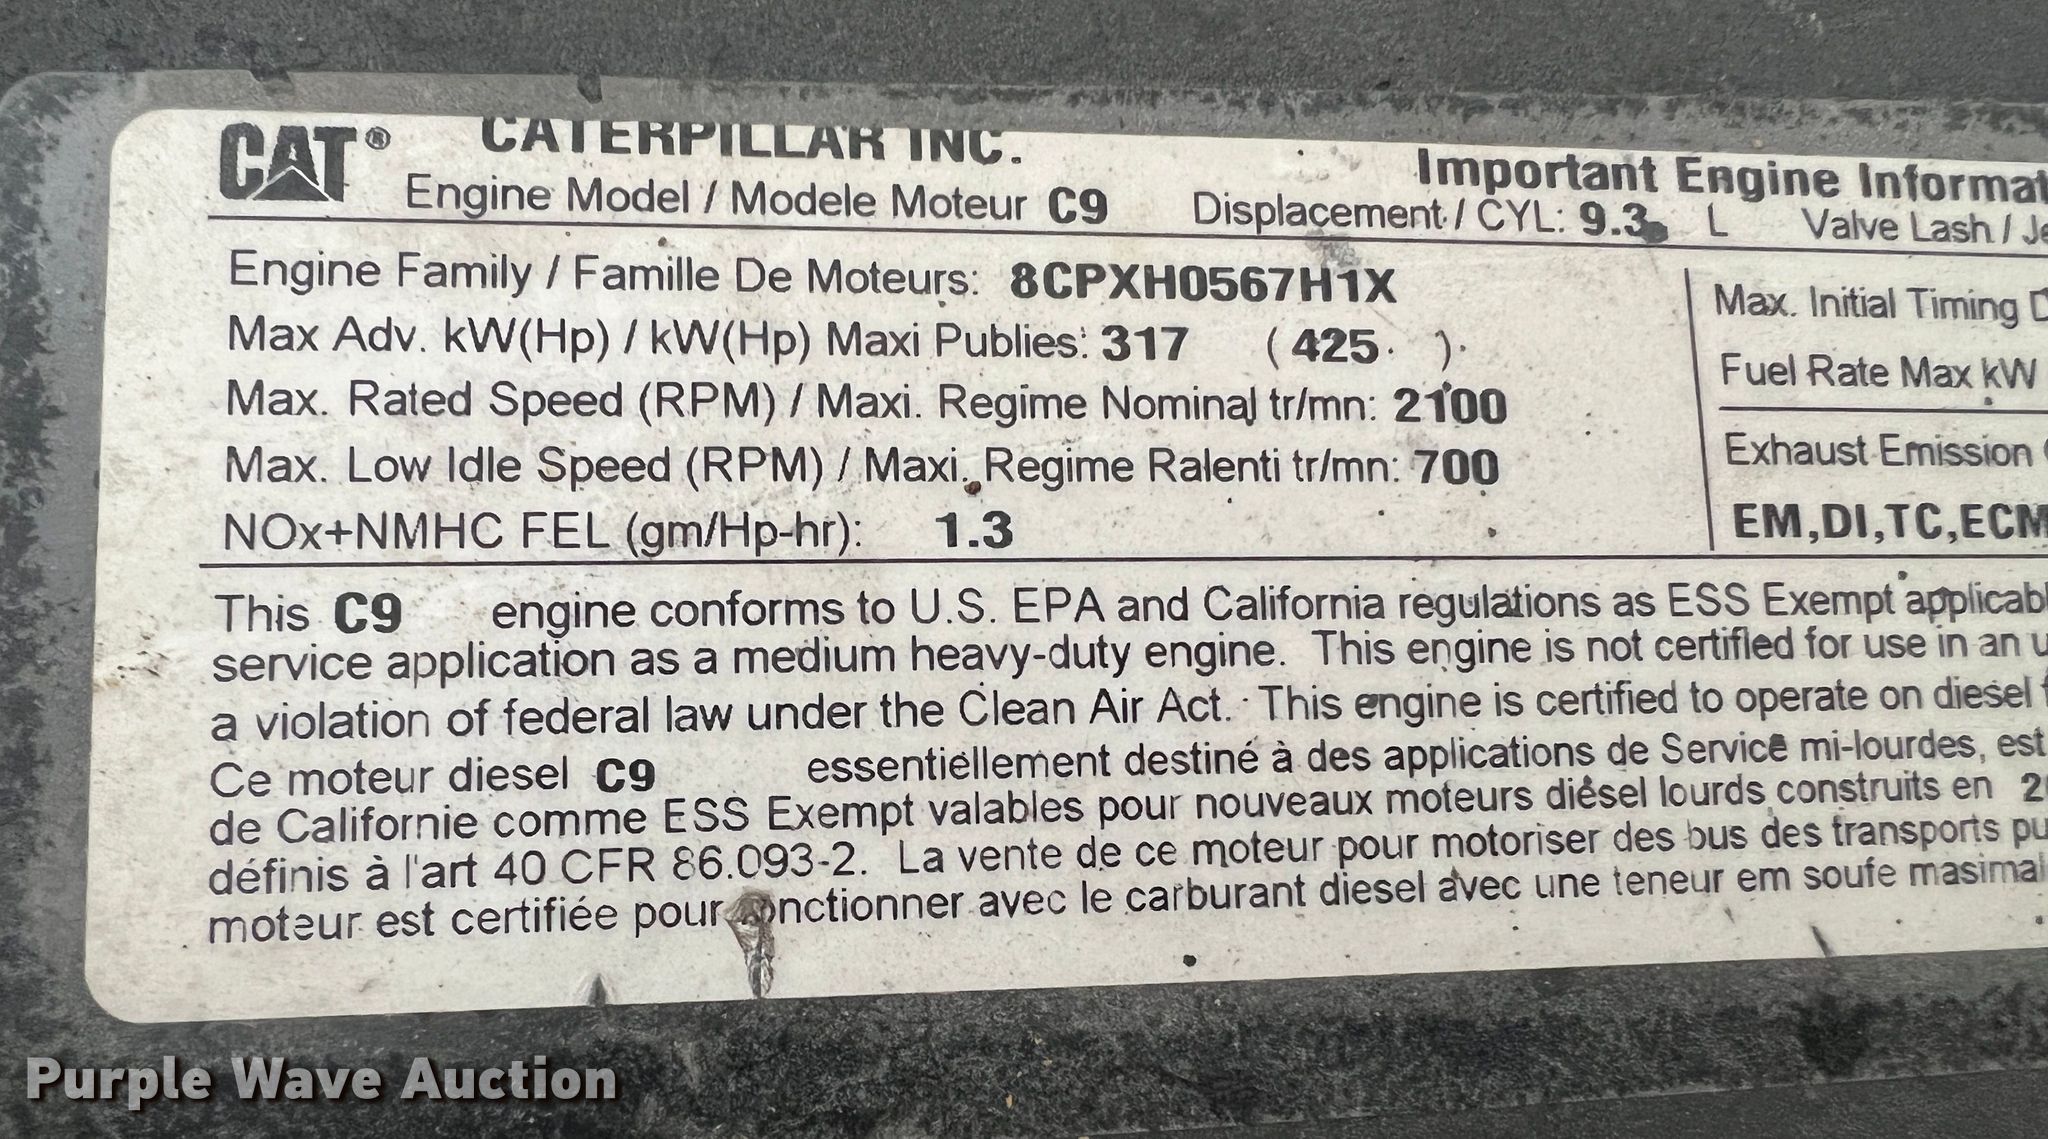 CAT® CATERPILLAR INC.
Important Engine Informat
Engine Model / Modele Moteur C9 Displacement / CYL: 9.3 L Valve Lash / Je
Engine Family / Famille De Moteurs: 8CPXH0567H1X
Max Adv. kW(Hp) / kW(Hp) Maxi Publies: 317 ( 425 )
Max. Rated Speed (RPM) / Maxi. Regime Nominal tr/mn: 2100
Max. Low Idle Speed (RPM) / Maxi. Regime Ralenti tr/mn: 700
NOx+NMHC FEL (gm/Hp-hr): 1.3
Max. Initial Timing
Fuel Rate Max kW
Exhaust Emission
EM,DI,TC,ECM
This C9 engine conforms to U.S. EPA and California regulations as ESS Exempt applicabl
service application as a medium heavy-duty engine. This engine is not certified for use in an u
a violation of federal law under the Clean Air Act. This engine is certified to operate on diesel f
Ce moteur diesel C9 essentiellement destiné à des applications de Service mi-lourdes, est
de Californie comme ESS Exempt valables pour nouveaux moteurs diésel lourds construits en 2
définis à l'art 40 CFR 86.093-2. La vente de ce moteur pour motoriser des bus des transports pu
moteur est certifiée pour fonctionner avec le carburant diesel avec une teneur em soufe masimal
Purple Wave Auction